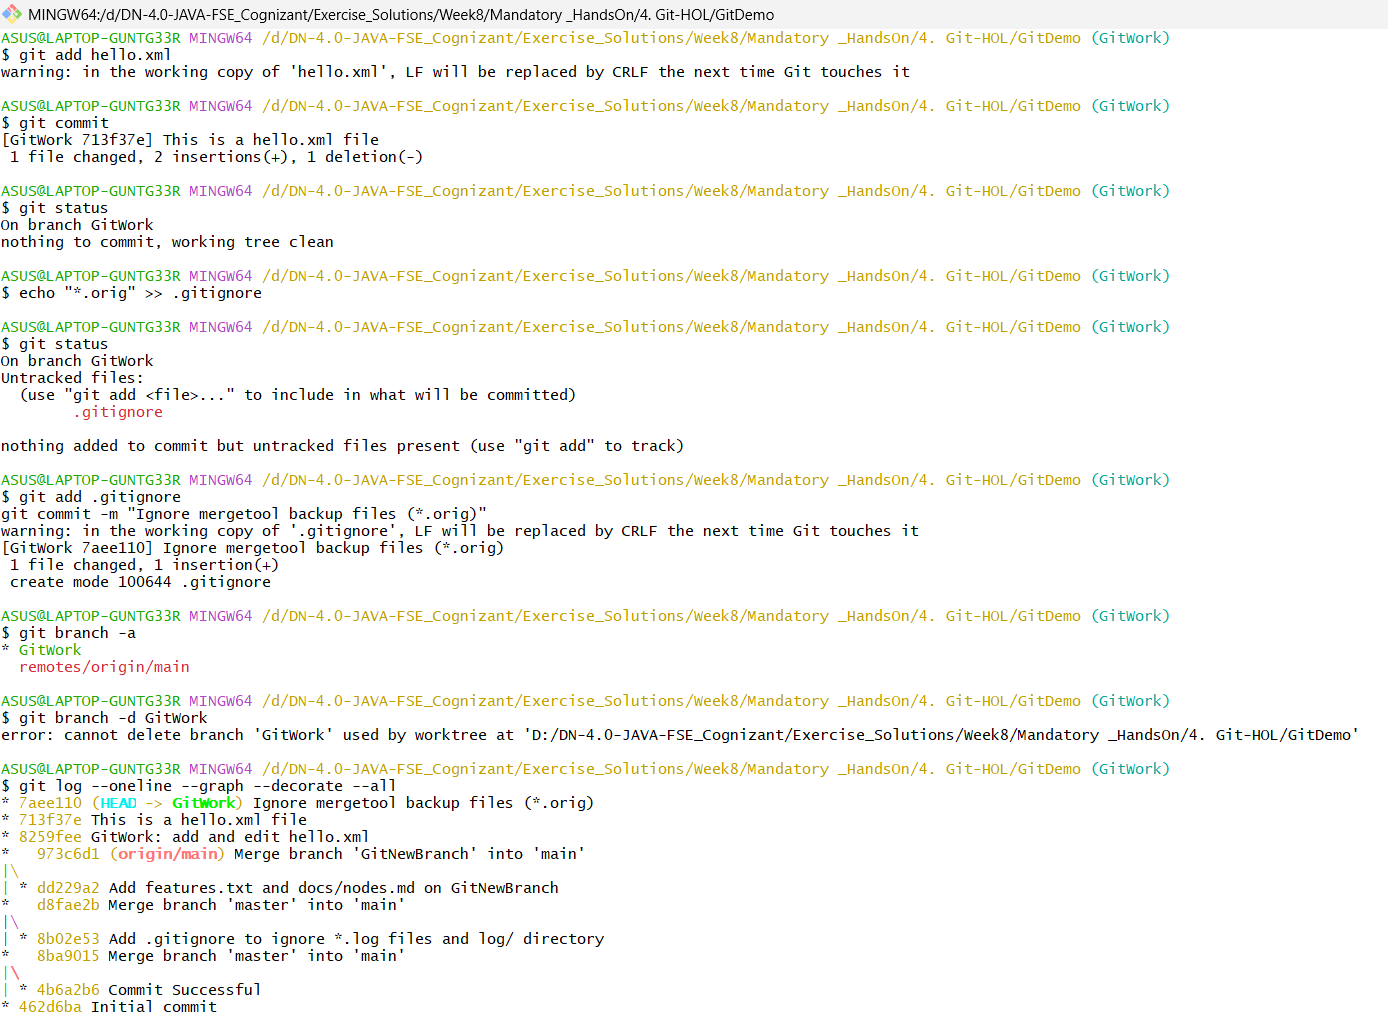 MINGW64:/d/DN-4.0-JAVA-FSE_Cognizant/Exercise_Solutions/Week8/Mandatory _HandsOn/4. Git-HOL/GitDemo
ASUS@LAPTOP-GUNTG33R MINGW64 /d/DN-4.0-JAVA-FSE_Cognizant/Exercise_Solutions/Week8/Mandatory _HandsOn/4. Git-HOL/GitDemo (GitWork)
$ git add hello.xml
warning: in the working copy of 'hello.xml', LF will be replaced by CRLF the next time Git touches it
ASUS@LAPTOP-GUNTG33R MINGW64 /d/DN-4.0-JAVA-FSE_Cognizant/Exercise_Solutions/Week8/Mandatory _HandsOn/4. Git-HOL/GitDemo (GitWork)
$ git commit
[GitWork 713f37e] This is a hello.xml file
 1 file changed, 2 insertions(+), 1 deletion(-)
ASUS@LAPTOP-GUNTG33R MINGW64 /d/DN-4.0-JAVA-FSE_Cognizant/Exercise_Solutions/Week8/Mandatory _HandsOn/4. Git-HOL/GitDemo (GitWork)
$ git status
On branch GitWork
nothing to commit, working tree clean
ASUS@LAPTOP-GUNTG33R MINGW64 /d/DN-4.0-JAVA-FSE_Cognizant/Exercise_Solutions/Week8/Mandatory _HandsOn/4. Git-HOL/GitDemo (GitWork)
$ echo "*.orig" >> .gitignore
ASUS@LAPTOP-GUNTG33R MINGW64 /d/DN-4.0-JAVA-FSE_Cognizant/Exercise_Solutions/Week8/Mandatory _HandsOn/4. Git-HOL/GitDemo (GitWork)
$ git status
On branch GitWork
Untracked files:
  (use "git add <file>..." to include in what will be committed)
        .gitignore
nothing added to commit but untracked files present (use "git add" to track)
ASUS@LAPTOP-GUNTG33R MINGW64 /d/DN-4.0-JAVA-FSE_Cognizant/Exercise_Solutions/Week8/Mandatory _HandsOn/4. Git-HOL/GitDemo (GitWork)
$ git add .gitignore
git commit -m "Ignore mergetool backup files (*.orig)"
warning: in the working copy of '.gitignore', LF will be replaced by CRLF the next time Git touches it
[GitWork 7aee110] Ignore mergetool backup files (*.orig)
 1 file changed, 1 insertion(+)
 create mode 100644 .gitignore
ASUS@LAPTOP-GUNTG33R MINGW64 /d/DN-4.0-JAVA-FSE_Cognizant/Exercise_Solutions/Week8/Mandatory _HandsOn/4. Git-HOL/GitDemo (GitWork)
$ git branch -a
* GitWork
  remotes/origin/main
ASUS@LAPTOP-GUNTG33R MINGW64 /d/DN-4.0-JAVA-FSE_Cognizant/Exercise_Solutions/Week8/Mandatory _HandsOn/4. Git-HOL/GitDemo (GitWork)
$ git branch -d GitWork
error: cannot delete branch 'GitWork' used by worktree at 'D:/DN-4.0-JAVA-FSE_Cognizant/Exercise_Solutions/Week8/Mandatory _HandsOn/4. Git-HOL/GitDemo'
ASUS@LAPTOP-GUNTG33R MINGW64 /d/DN-4.0-JAVA-FSE_Cognizant/Exercise_Solutions/Week8/Mandatory _HandsOn/4. Git-HOL/GitDemo (GitWork)
$ git log --oneline --graph --decorate --all
* 7aee110 (HEAD -> GitWork) Ignore mergetool backup files (*.orig)
* 713f37e This is a hello.xml file
* 8259fee GitWork: add and edit hello.xml
*   973c6d1 (origin/main) Merge branch 'GitNewBranch' into 'main'
|\
| * dd229a2 Add features.txt and docs/nodes.md on GitNewBranch
*   d8fae2b Merge branch 'master' into 'main'
|\
| * 8b02e53 Add .gitignore to ignore *.log files and log/ directory
*   8ba9015 Merge branch 'master' into 'main'
|\
| * 4b6a2b6 Commit Successful
* 462d6ba Initial commit